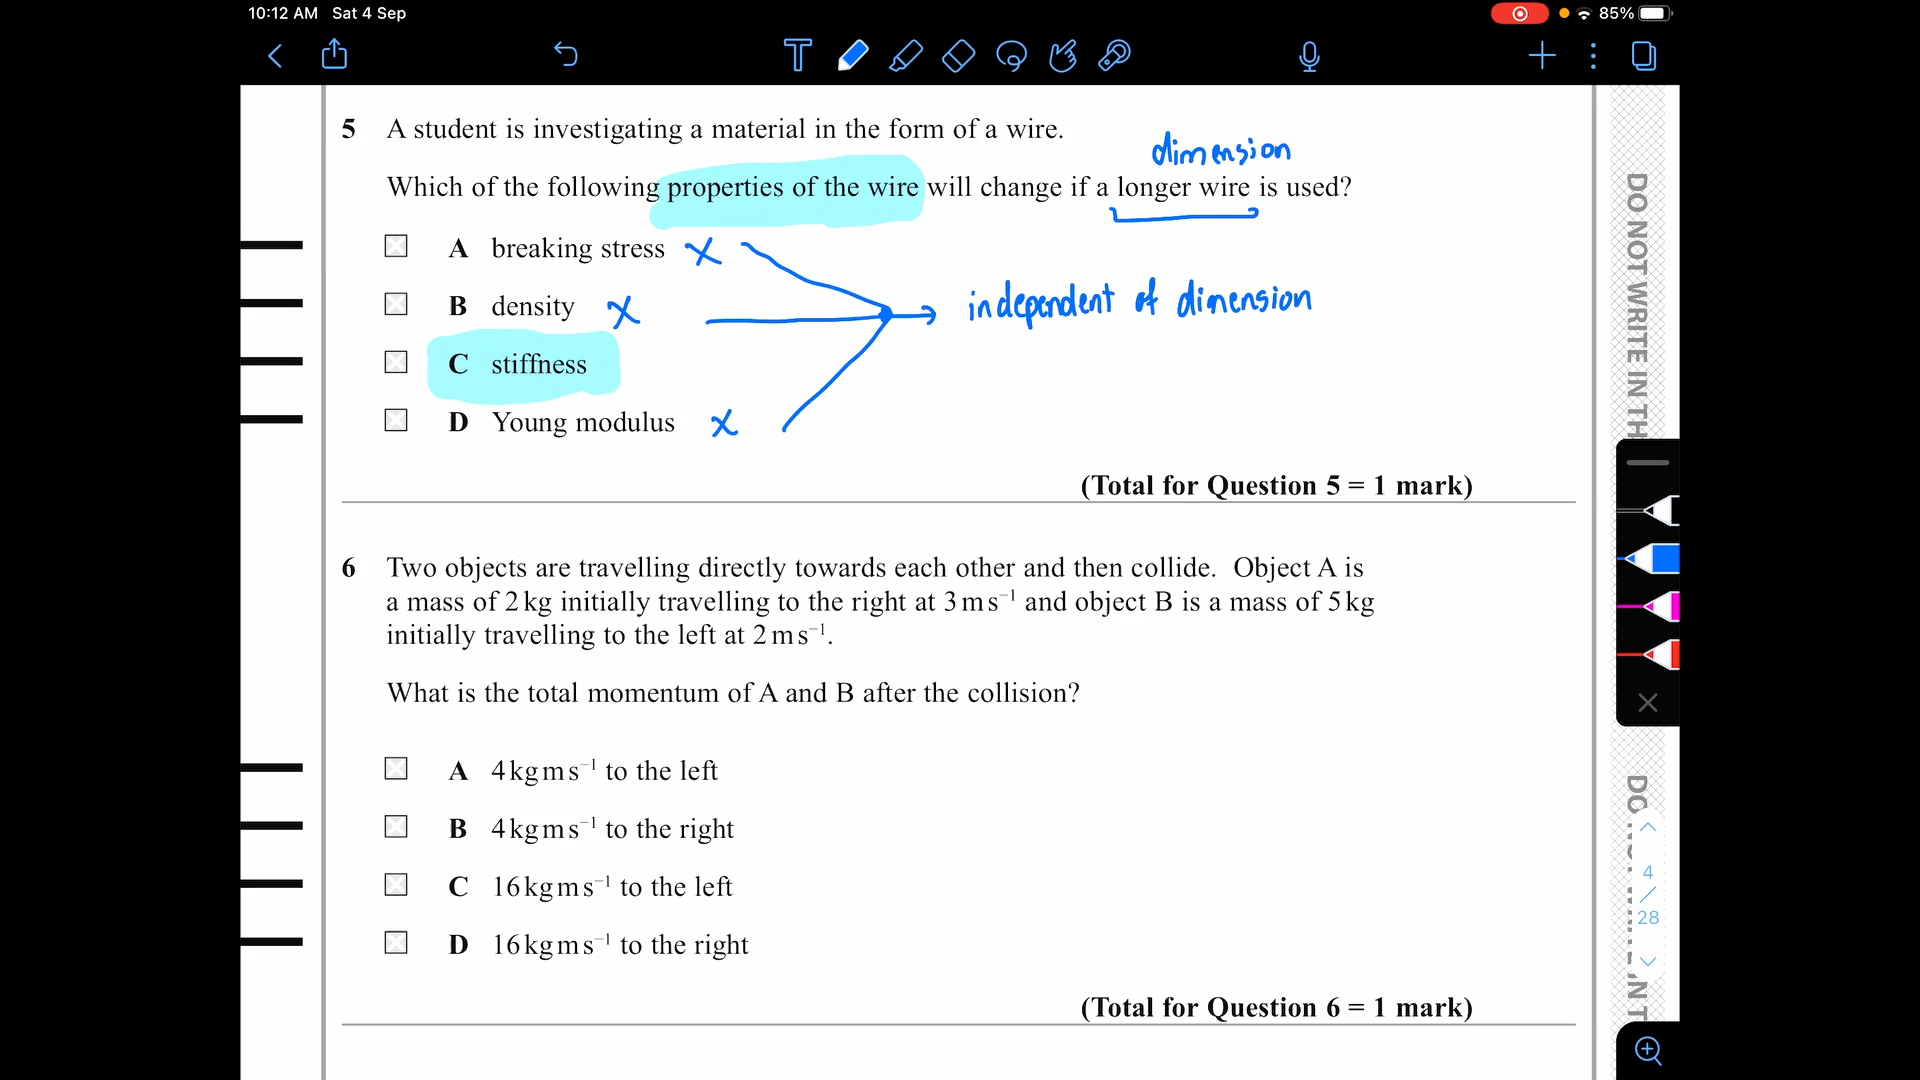 10:12 AM Sat 4 Sep
85%
5 A student is investigating a material in the form of a wire.
dimension
Which of the following properties of the wire will change if a longer wire is used?
A breaking stress x
B density x
independent of dimension
C stiffness
D Young modulus x
(Total for Question 5 = 1 mark)
6 Two objects are travelling directly towards each other and then collide. Object A is
a mass of 2 kg initially travelling to the right at 3 m s⁻¹ and object B is a mass of 5 kg
initially travelling to the left at 2 m s⁻¹.
What is the total momentum of A and B after the collision?
A 4 kg m s⁻¹ to the left
B 4 kg m s⁻¹ to the right
C 16 kg m s⁻¹ to the left
D 16 kg m s⁻¹ to the right
(Total for Question 6 = 1 mark)
DO NOT WRITE IN TH
DO
4
/
28
N T